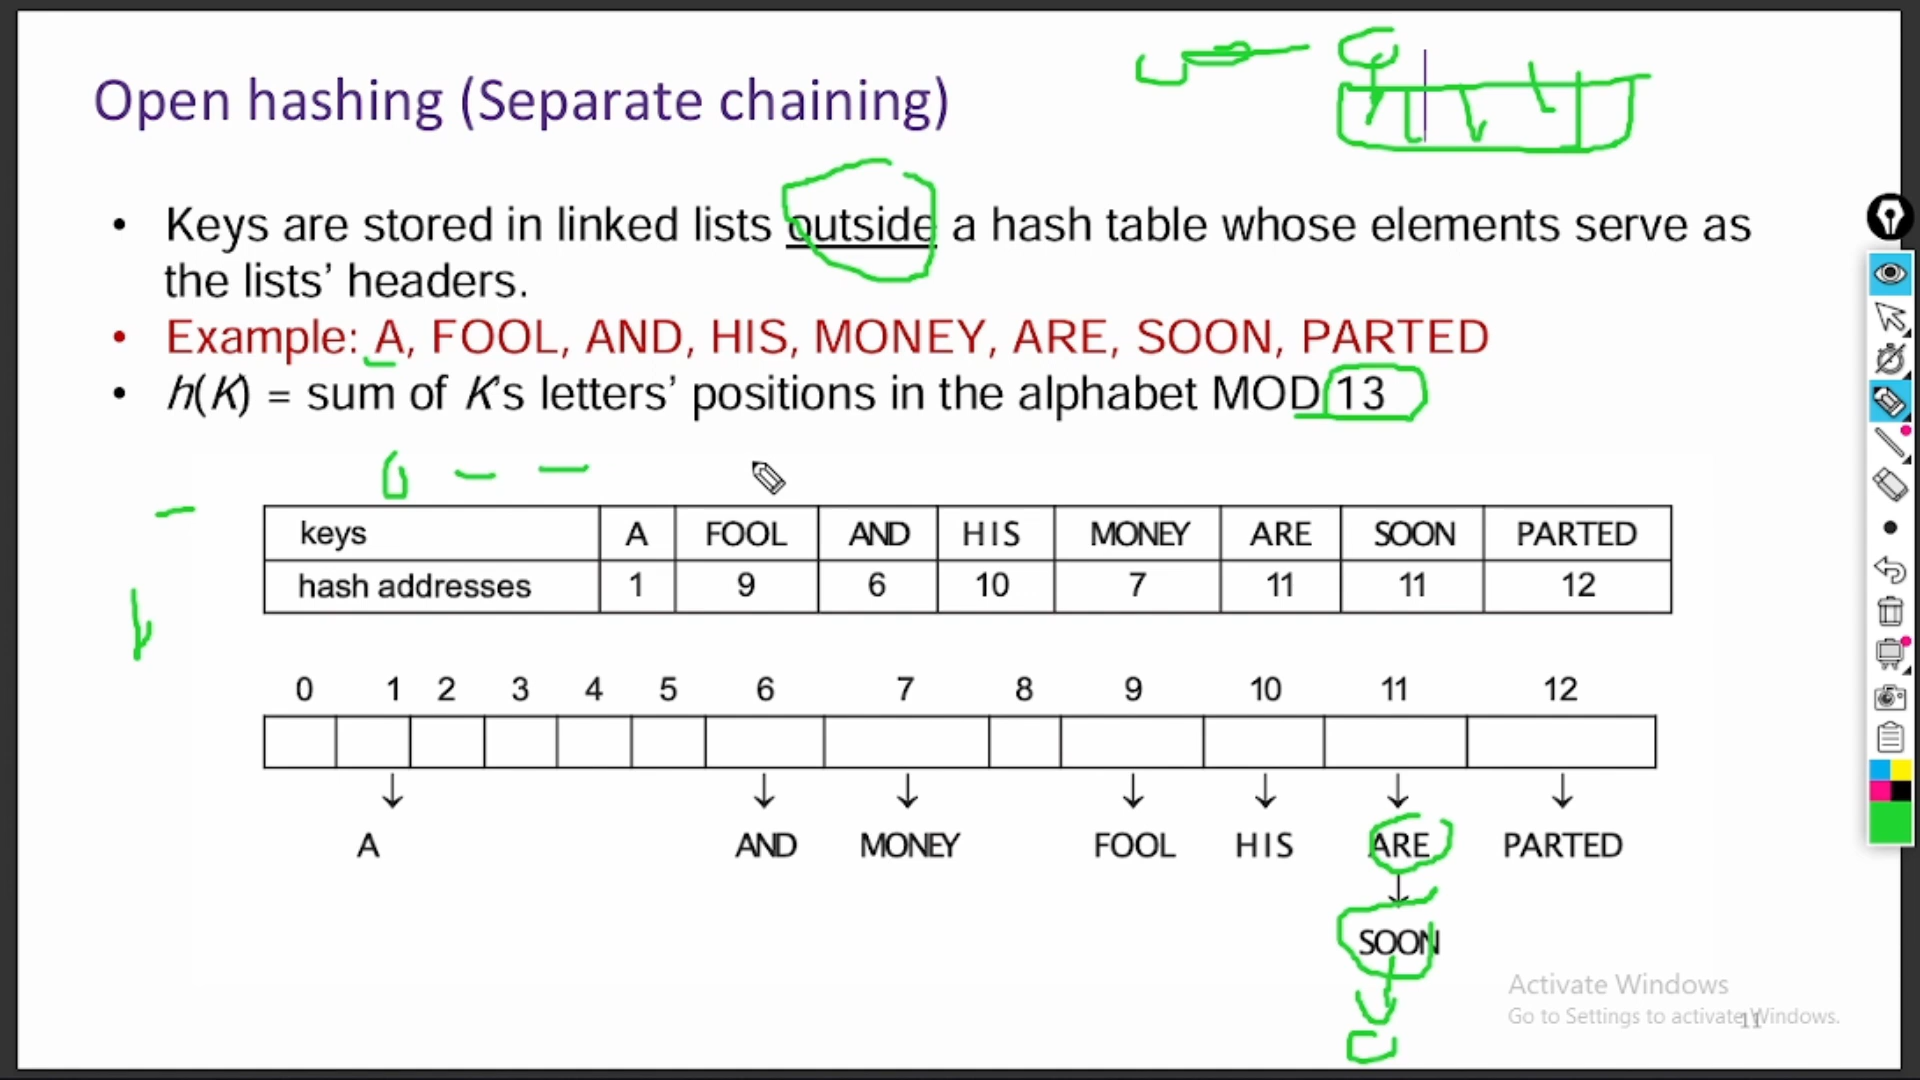 Open hashing (Separate chaining)
• Keys are stored in linked lists outside a hash table whose elements serve as
the lists’ headers.
• Example: A, FOOL, AND, HIS, MONEY, ARE, SOON, PARTED
• h(K) = sum of K’s letters’ positions in the alphabet MOD 13
keys A FOOL AND HIS MONEY ARE SOON PARTED
hash addresses 1 9 6 10 7 11 11 12
0 1 2 3 4 5 6 7 8 9 10 11 12
↓ ↓ ↓ ↓ ↓ ↓ ↓
A AND MONEY FOOL HIS ARE PARTED
↓
SOON
Activate Windows
Go to Settings to activate Windows.
11